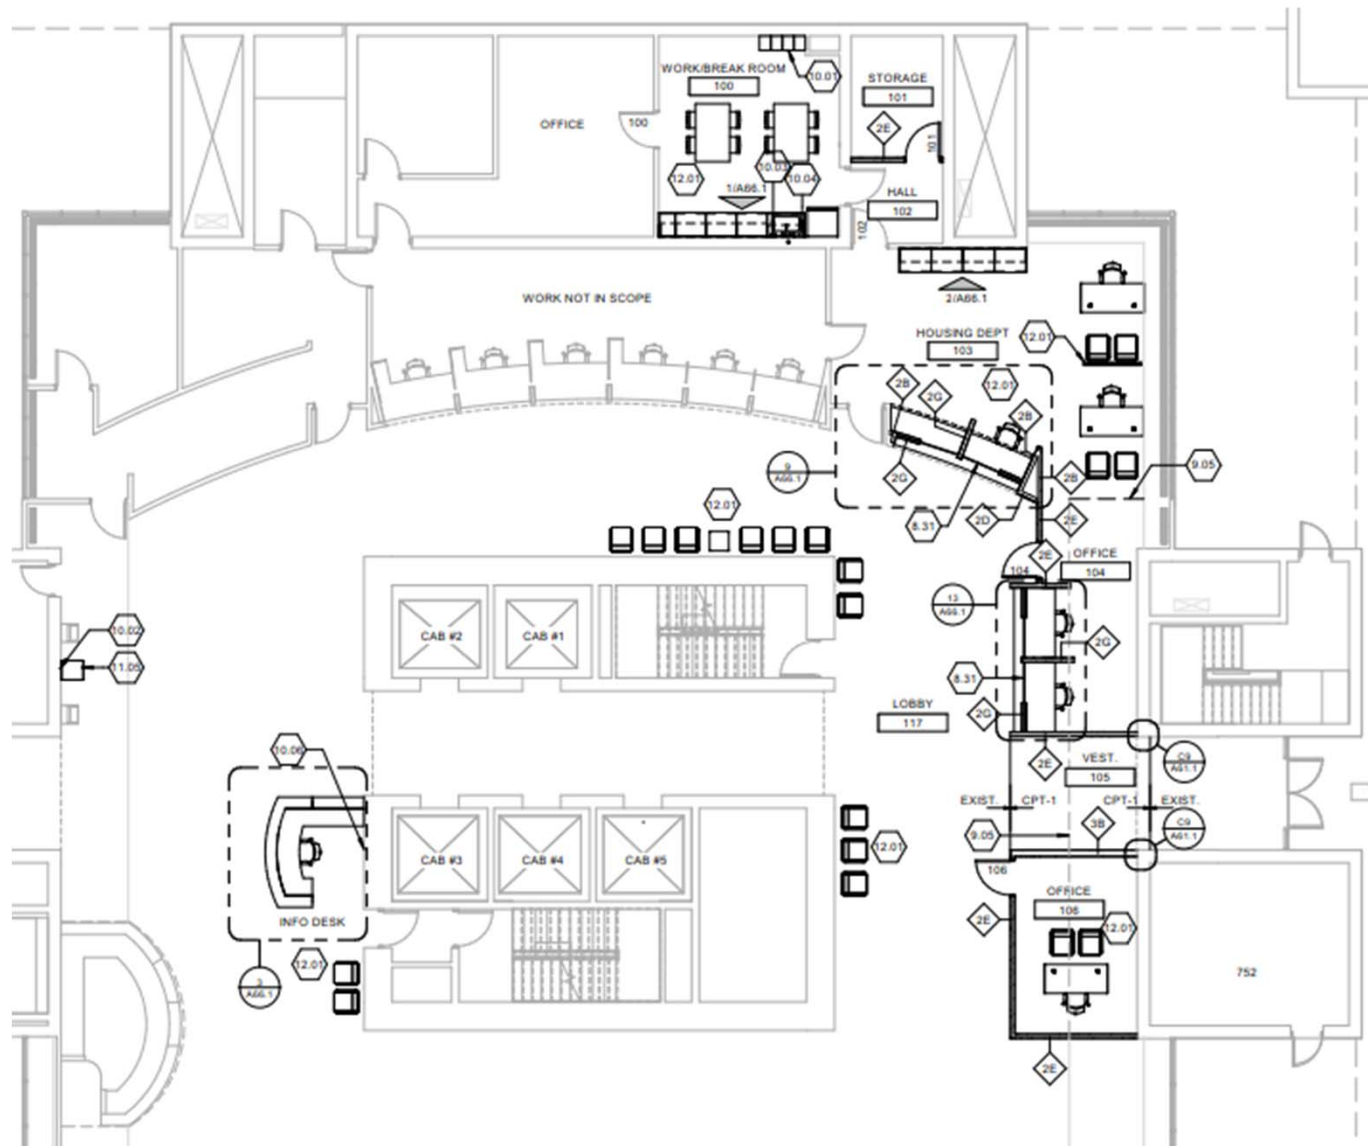 WORK/BREAK ROOM
100
10.01
STORAGE
101
2E
OFFICE
100
101
12.01
10.03
10.04
1/A66.1
HALL
102
102
WORK NOT IN SCOPE
2/A66.1
HOUSING DEPT
103
12.01
12.01
2B
2G
2B
9
A66.1
2G
2B
9.05
12.01
8.31
2D
2E
2E
OFFICE
104
104
13
A66.1
CAB #2
CAB #1
10.02
11.05
2G
8.31
LOBBY
117
2G
10.06
2E
VEST.
105
C9
A61.1
EXIST.
CPT-1
CPT-1
EXIST.
9.05
3B
C9
A61.1
CAB #3
CAB #4
CAB #5
12.01
106
OFFICE
106
INFO DESK
2E
12.01
12.01
3
A66.1
752
2E